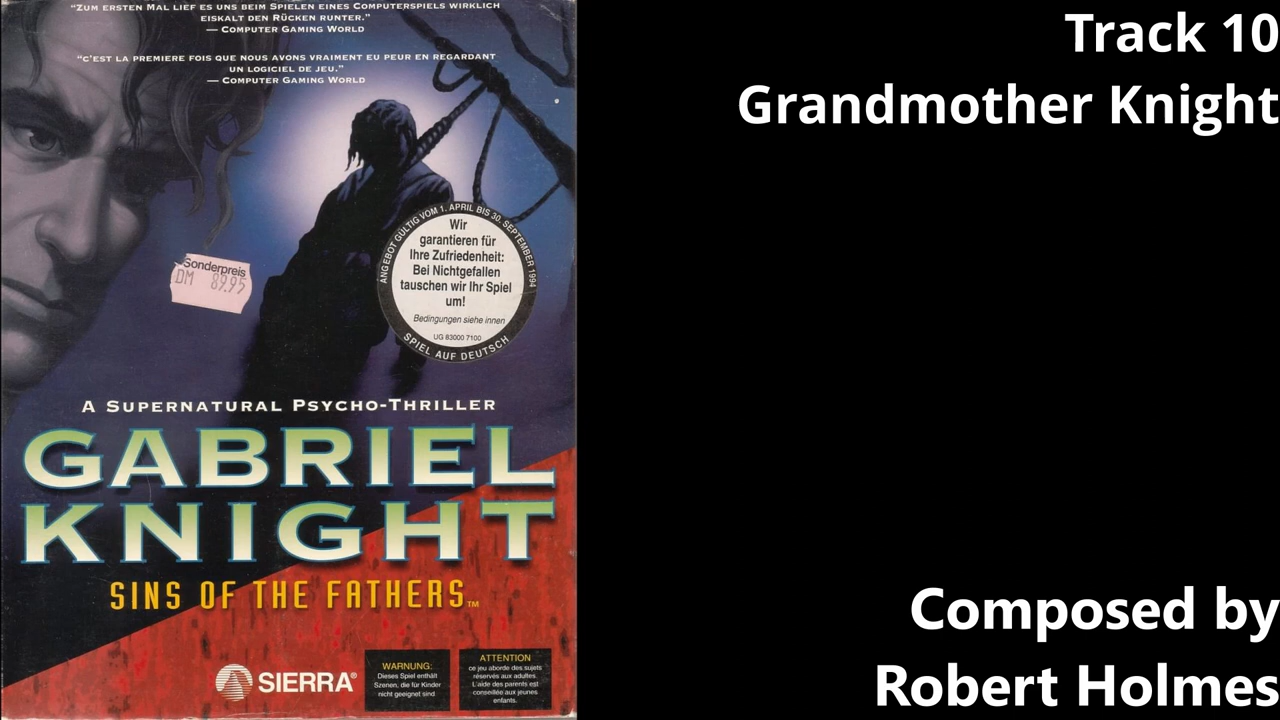 “ZUM ERSTEN MAL LIEF ES UNS BEIM SPIELEN EINES COMPUTERSPIELS WIRKLICH
EISKALT DEN RÜCKEN RUNTER.”
— COMPUTER GAMING WORLD
“C'EST LA PREMIERE FOIS QUE NOUS AVONS VRAIMENT EU PEUR EN REGARDANT
UN LOGICIEL DE JEU.”
— COMPUTER GAMING WORLD
Sonderpreis
DM 89.95
ANGEBOT GÜLTIG VOM 1. APRIL BIS 30. SEPTEMBER 1994
Wir
garantieren für
Ihre Zufriedenheit:
Bei Nichtgefallen
tauschen wir Ihr Spiel
um!
Bedingungen siehe innen
UG 83000 7100
SPIEL AUF DEUTSCH
A SUPERNATURAL PSYCHO-THRILLER
GABRIEL
KNIGHT
SINS OF THE FATHERS™
SIERRA®
WARNUNG:
Dieses Spiel enthält
Szenen, die für Kinder
nicht geeignet sind
ATTENTION
ce jeu aborde des sujets
réservés aux adultes.
L'aide des parents est
conseillée aux jeunes
enfants.
Track 10
Grandmother Knight
Composed by
Robert Holmes